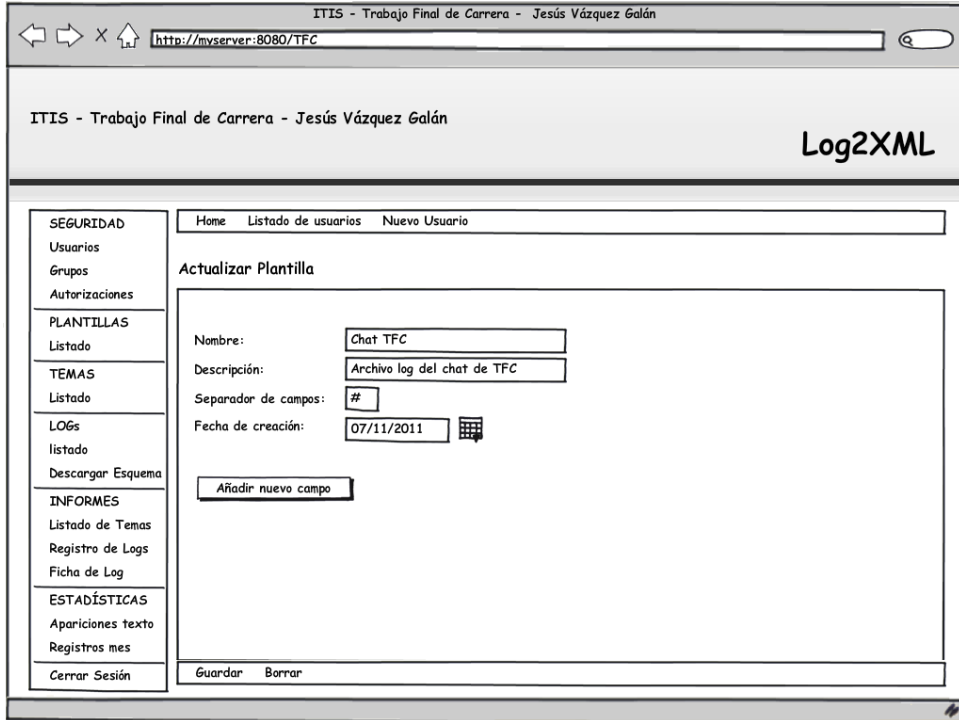 ITIS - Trabajo Final de Carrera - Jesús Vázquez Galán
http://myserver:8080/TFC
ITIS - Trabajo Final de Carrera - Jesús Vázquez Galán
Log2XML
SEGURIDAD
Usuarios
Grupos
Autorizaciones
PLANTILLAS
Listado
TEMAS
Listado
LOGs
listado
Descargar Esquema
INFORMES
Listado de Temas
Registro de Logs
Ficha de Log
ESTADÍSTICAS
Apariciones texto
Registros mes
Cerrar Sesión
Home Listado de usuarios Nuevo Usuario
Actualizar Plantilla
Nombre: Chat TFC
Descripción: Archivo log del chat de TFC
Separador de campos: #
Fecha de creación: 07/11/2011
Añadir nuevo campo
Guardar Borrar